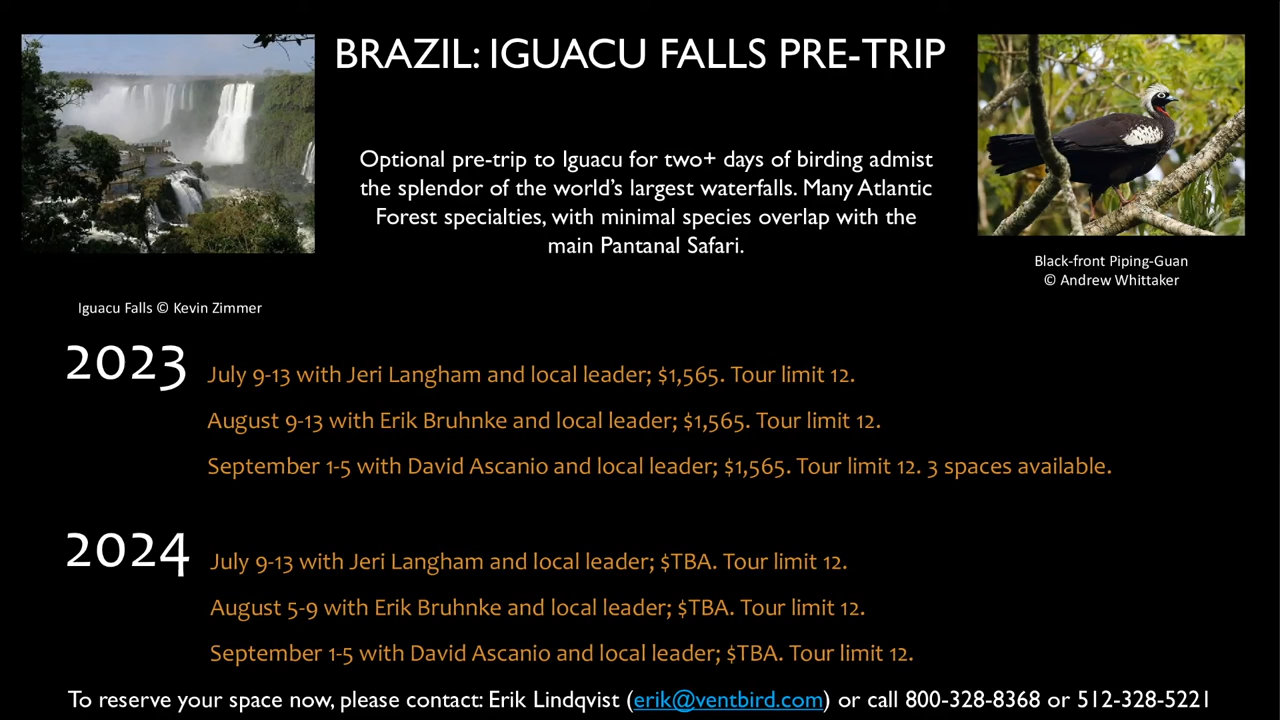 BRAZIL: IGUACU FALLS PRE-TRIP
Optional pre-trip to Iguacu for two+ days of birding admist
the splendor of the world's largest waterfalls. Many Atlantic
Forest specialties, with minimal species overlap with the
main Pantanal Safari.
Black-front Piping-Guan
© Andrew Whittaker
Iguacu Falls © Kevin Zimmer
2023
July 9-13 with Jeri Langham and local leader; $1,565. Tour limit 12.
August 9-13 with Erik Bruhnke and local leader; $1,565. Tour limit 12.
September 1-5 with David Ascanio and local leader; $1,565. Tour limit 12. 3 spaces available.
2024
July 9-13 with Jeri Langham and local leader; $TBA. Tour limit 12.
August 5-9 with Erik Bruhnke and local leader; $TBA. Tour limit 12.
September 1-5 with David Ascanio and local leader; $TBA. Tour limit 12.
To reserve your space now, please contact: Erik Lindqvist (erik@ventbird.com) or call 800-328-8368 or 512-328-5221